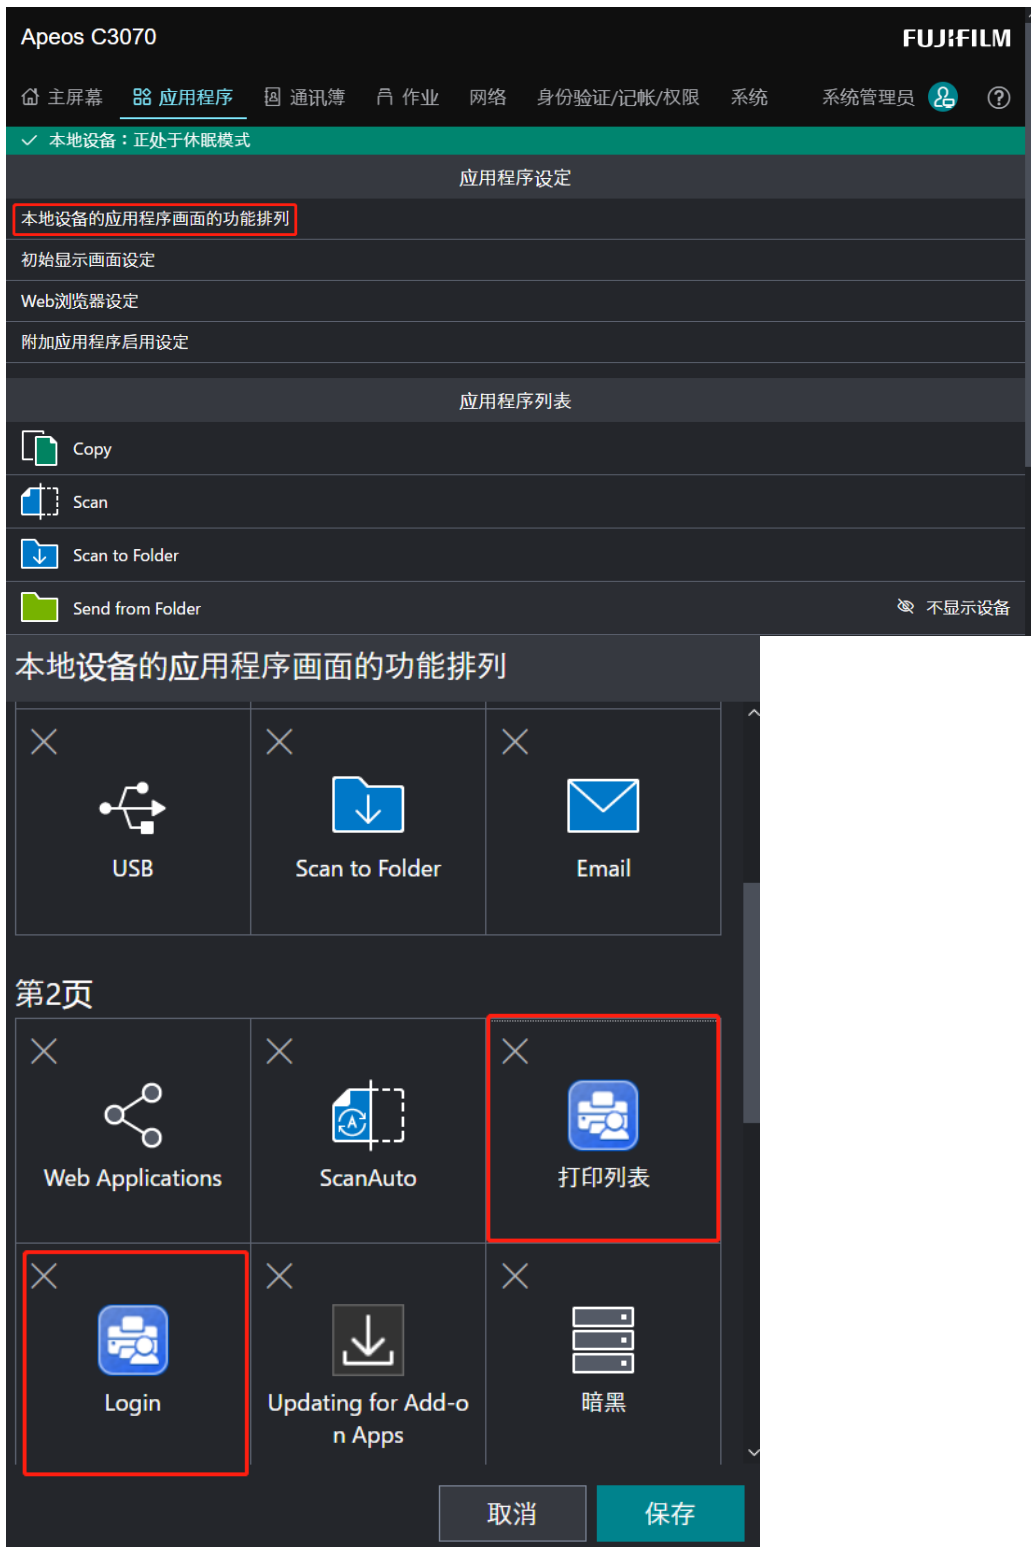 Apeos C3070
FUJIFILM
主屏幕 应用程序 通讯簿 作业 网络 身份验证/记帐/权限 系统 系统管理员
本地设备：正处于休眠模式
应用程序设定
本地设备的应用程序画面的功能排列
初始显示画面设定
Web浏览器设定
附加应用程序启用设定
应用程序列表
Copy
Scan
Scan to Folder
Send from Folder 不显示设备
本地设备的应用程序画面的功能排列
USB Scan to Folder Email
第2页
Web Applications ScanAuto 打印列表
Login Updating for Add-o 暗黑
n Apps
取消 保存